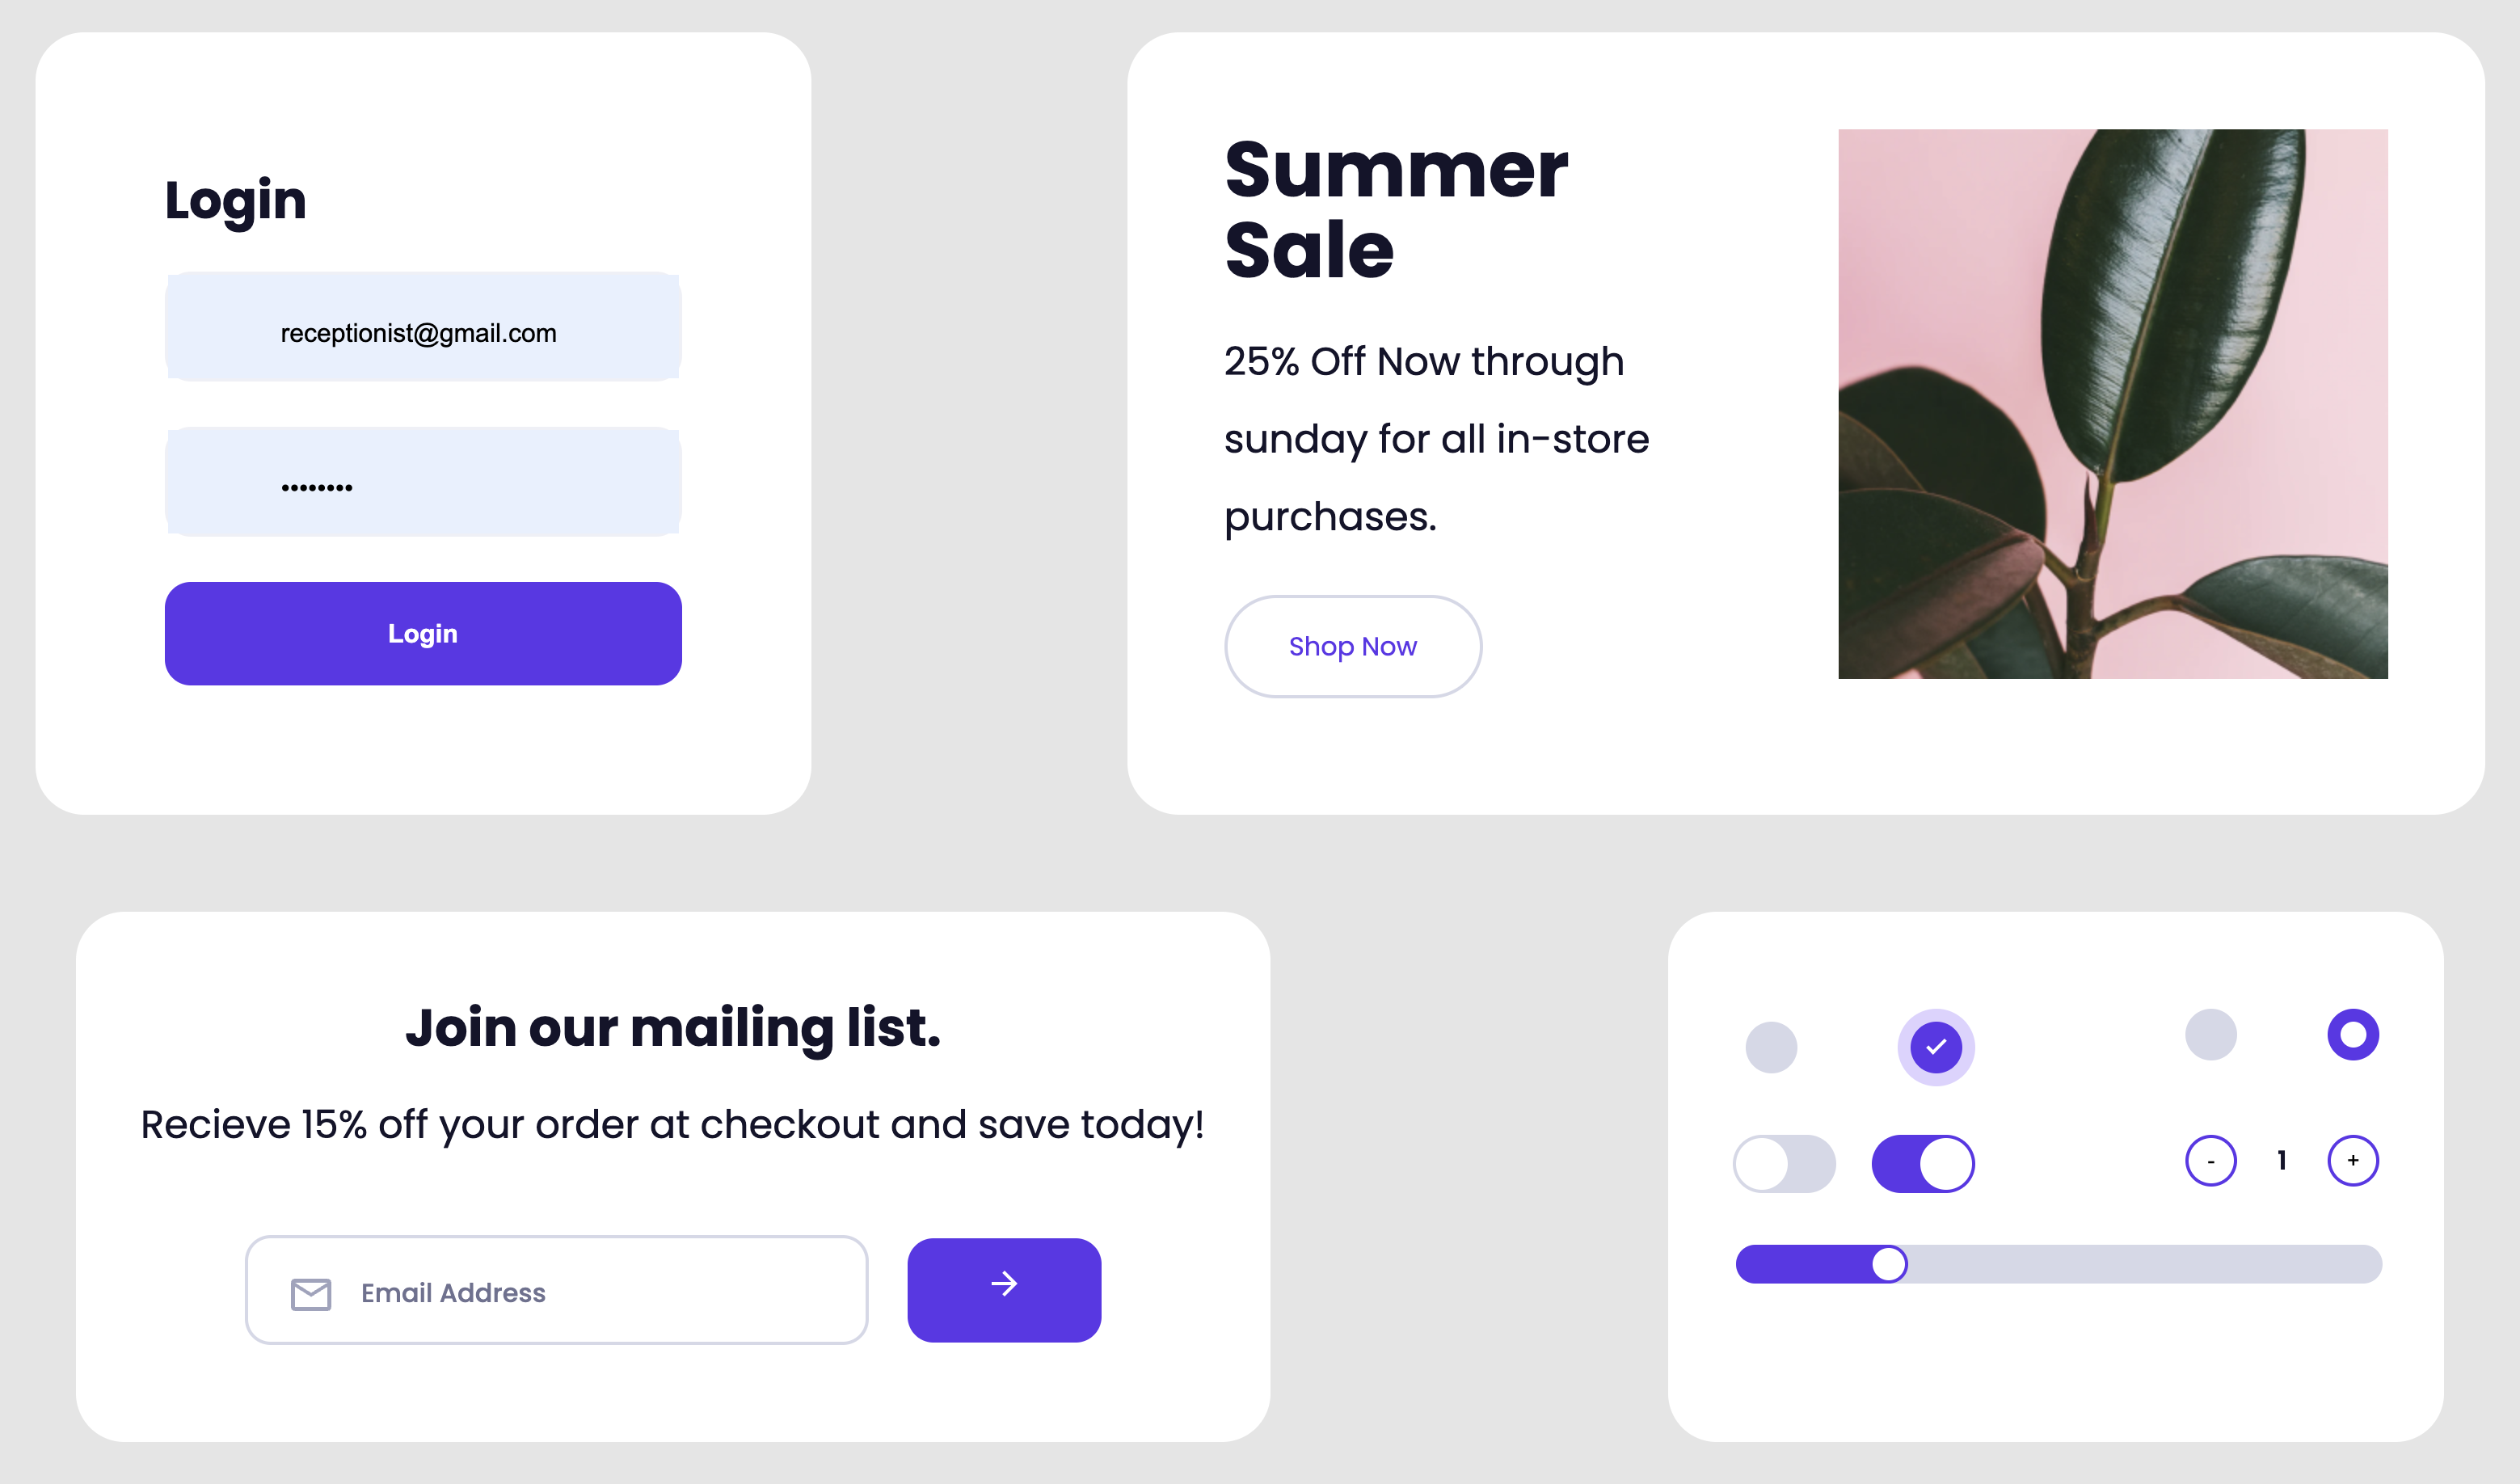 Login
receptionist@gmail.com
••••••••
Login
Summer
Sale
25% Off Now through
sunday for all in-store
purchases.
Shop Now
Join our mailing list.
Recieve 15% off your order at checkout and save today!
Email Address
- 1 +